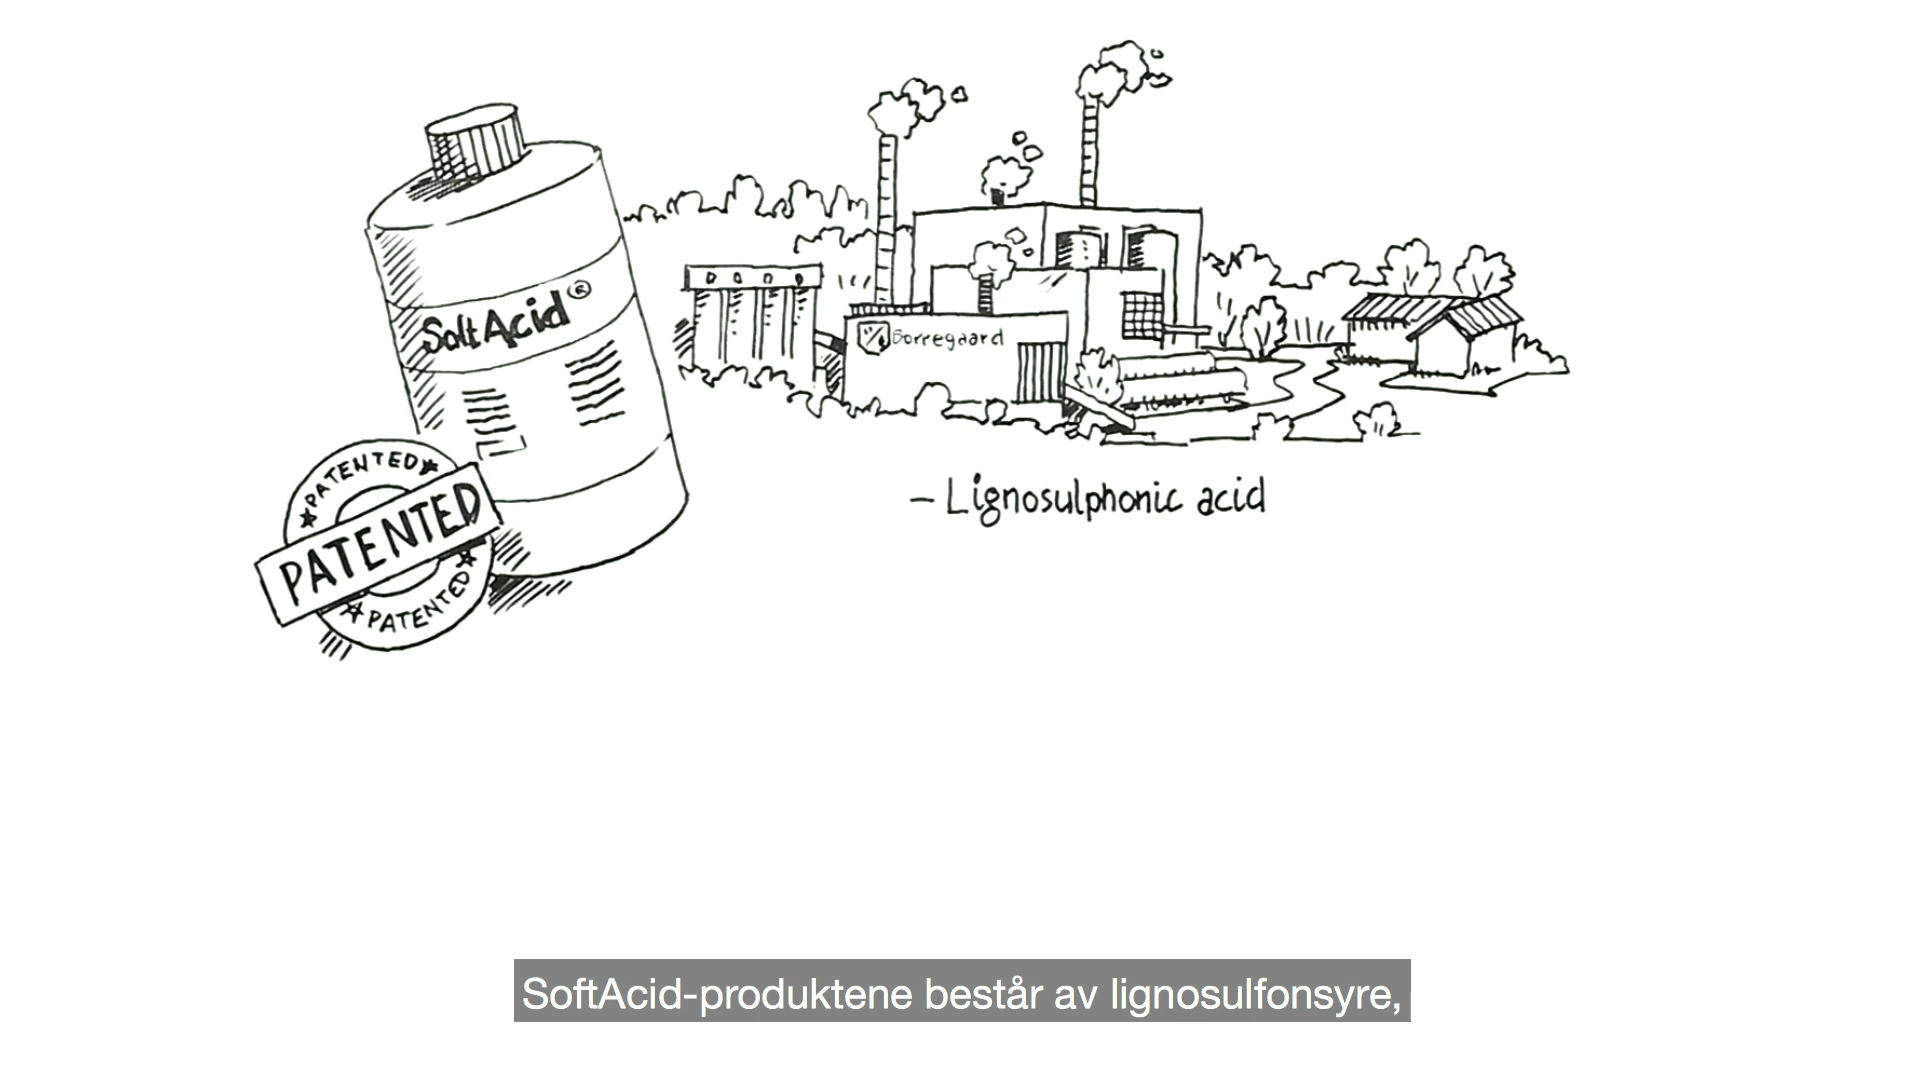 SoftAcid®
PATENTED
PATENTED
PATENTED
Borregaard
– Lignosulphonic acid
SoftAcid-produktene består av lignosulfonsyre,